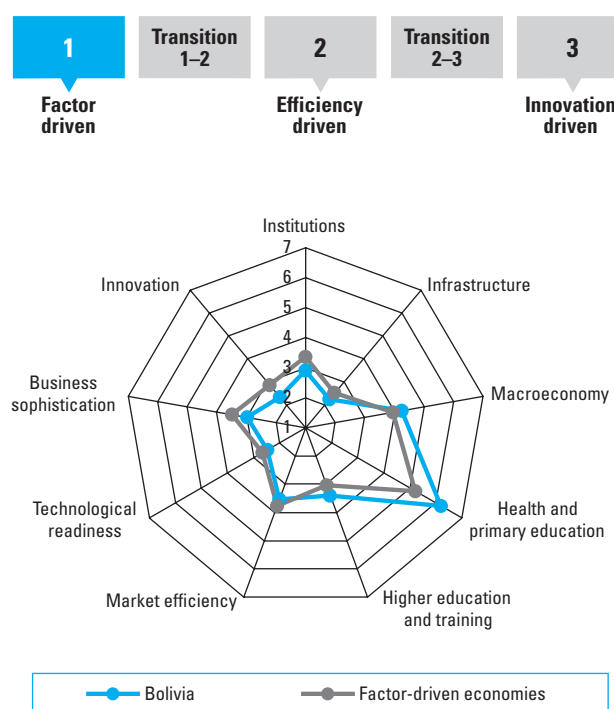 1
Transition
1–2
2
Transition
2–3
3
Factor
driven
Efficiency
driven
Innovation
driven
Institutions
7
6
5
4
3
2
1
Infrastructure
Macroeconomy
Health and
primary education
Higher education
and training
Market efficiency
Technological
readiness
Business
sophistication
Innovation
Bolivia
Factor-driven economies